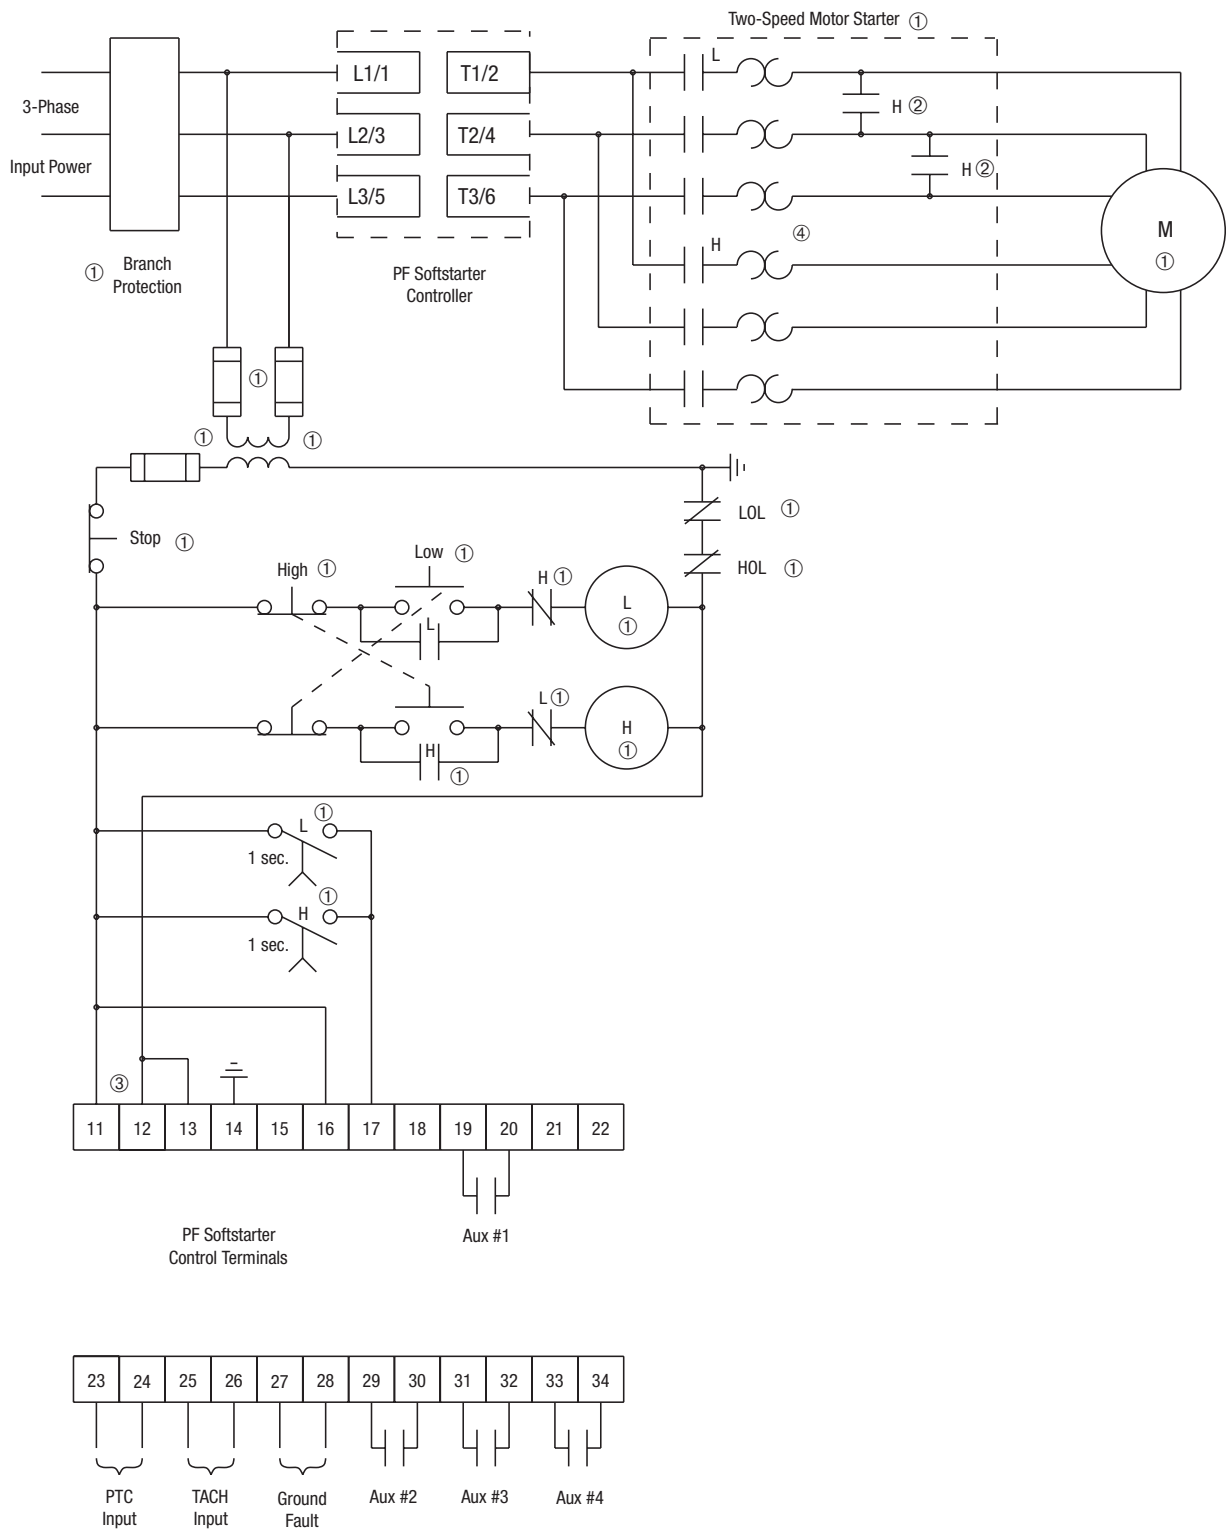 Two-Speed Motor Starter ①
3-Phase
Input Power
① Branch
Protection
L1/1
T1/2
L2/3
T2/4
L3/5
T3/6
PF Softstarter
Controller
L
H ②
H ②
④
H
M
①
①
①
①
Stop ①
LOL ①
HOL ①
High ①
Low ①
H ①
L
①
L
L ①
H
①
H
①
L ①
1 sec.
H ①
1 sec.
③
11 12 13 14 15 16 17 18 19 20 21 22
PF Softstarter
Control Terminals
Aux #1
23 24 25 26 27 28 29 30 31 32 33 34
PTC
Input
TACH
Input
Ground
Fault
Aux #2
Aux #3
Aux #4